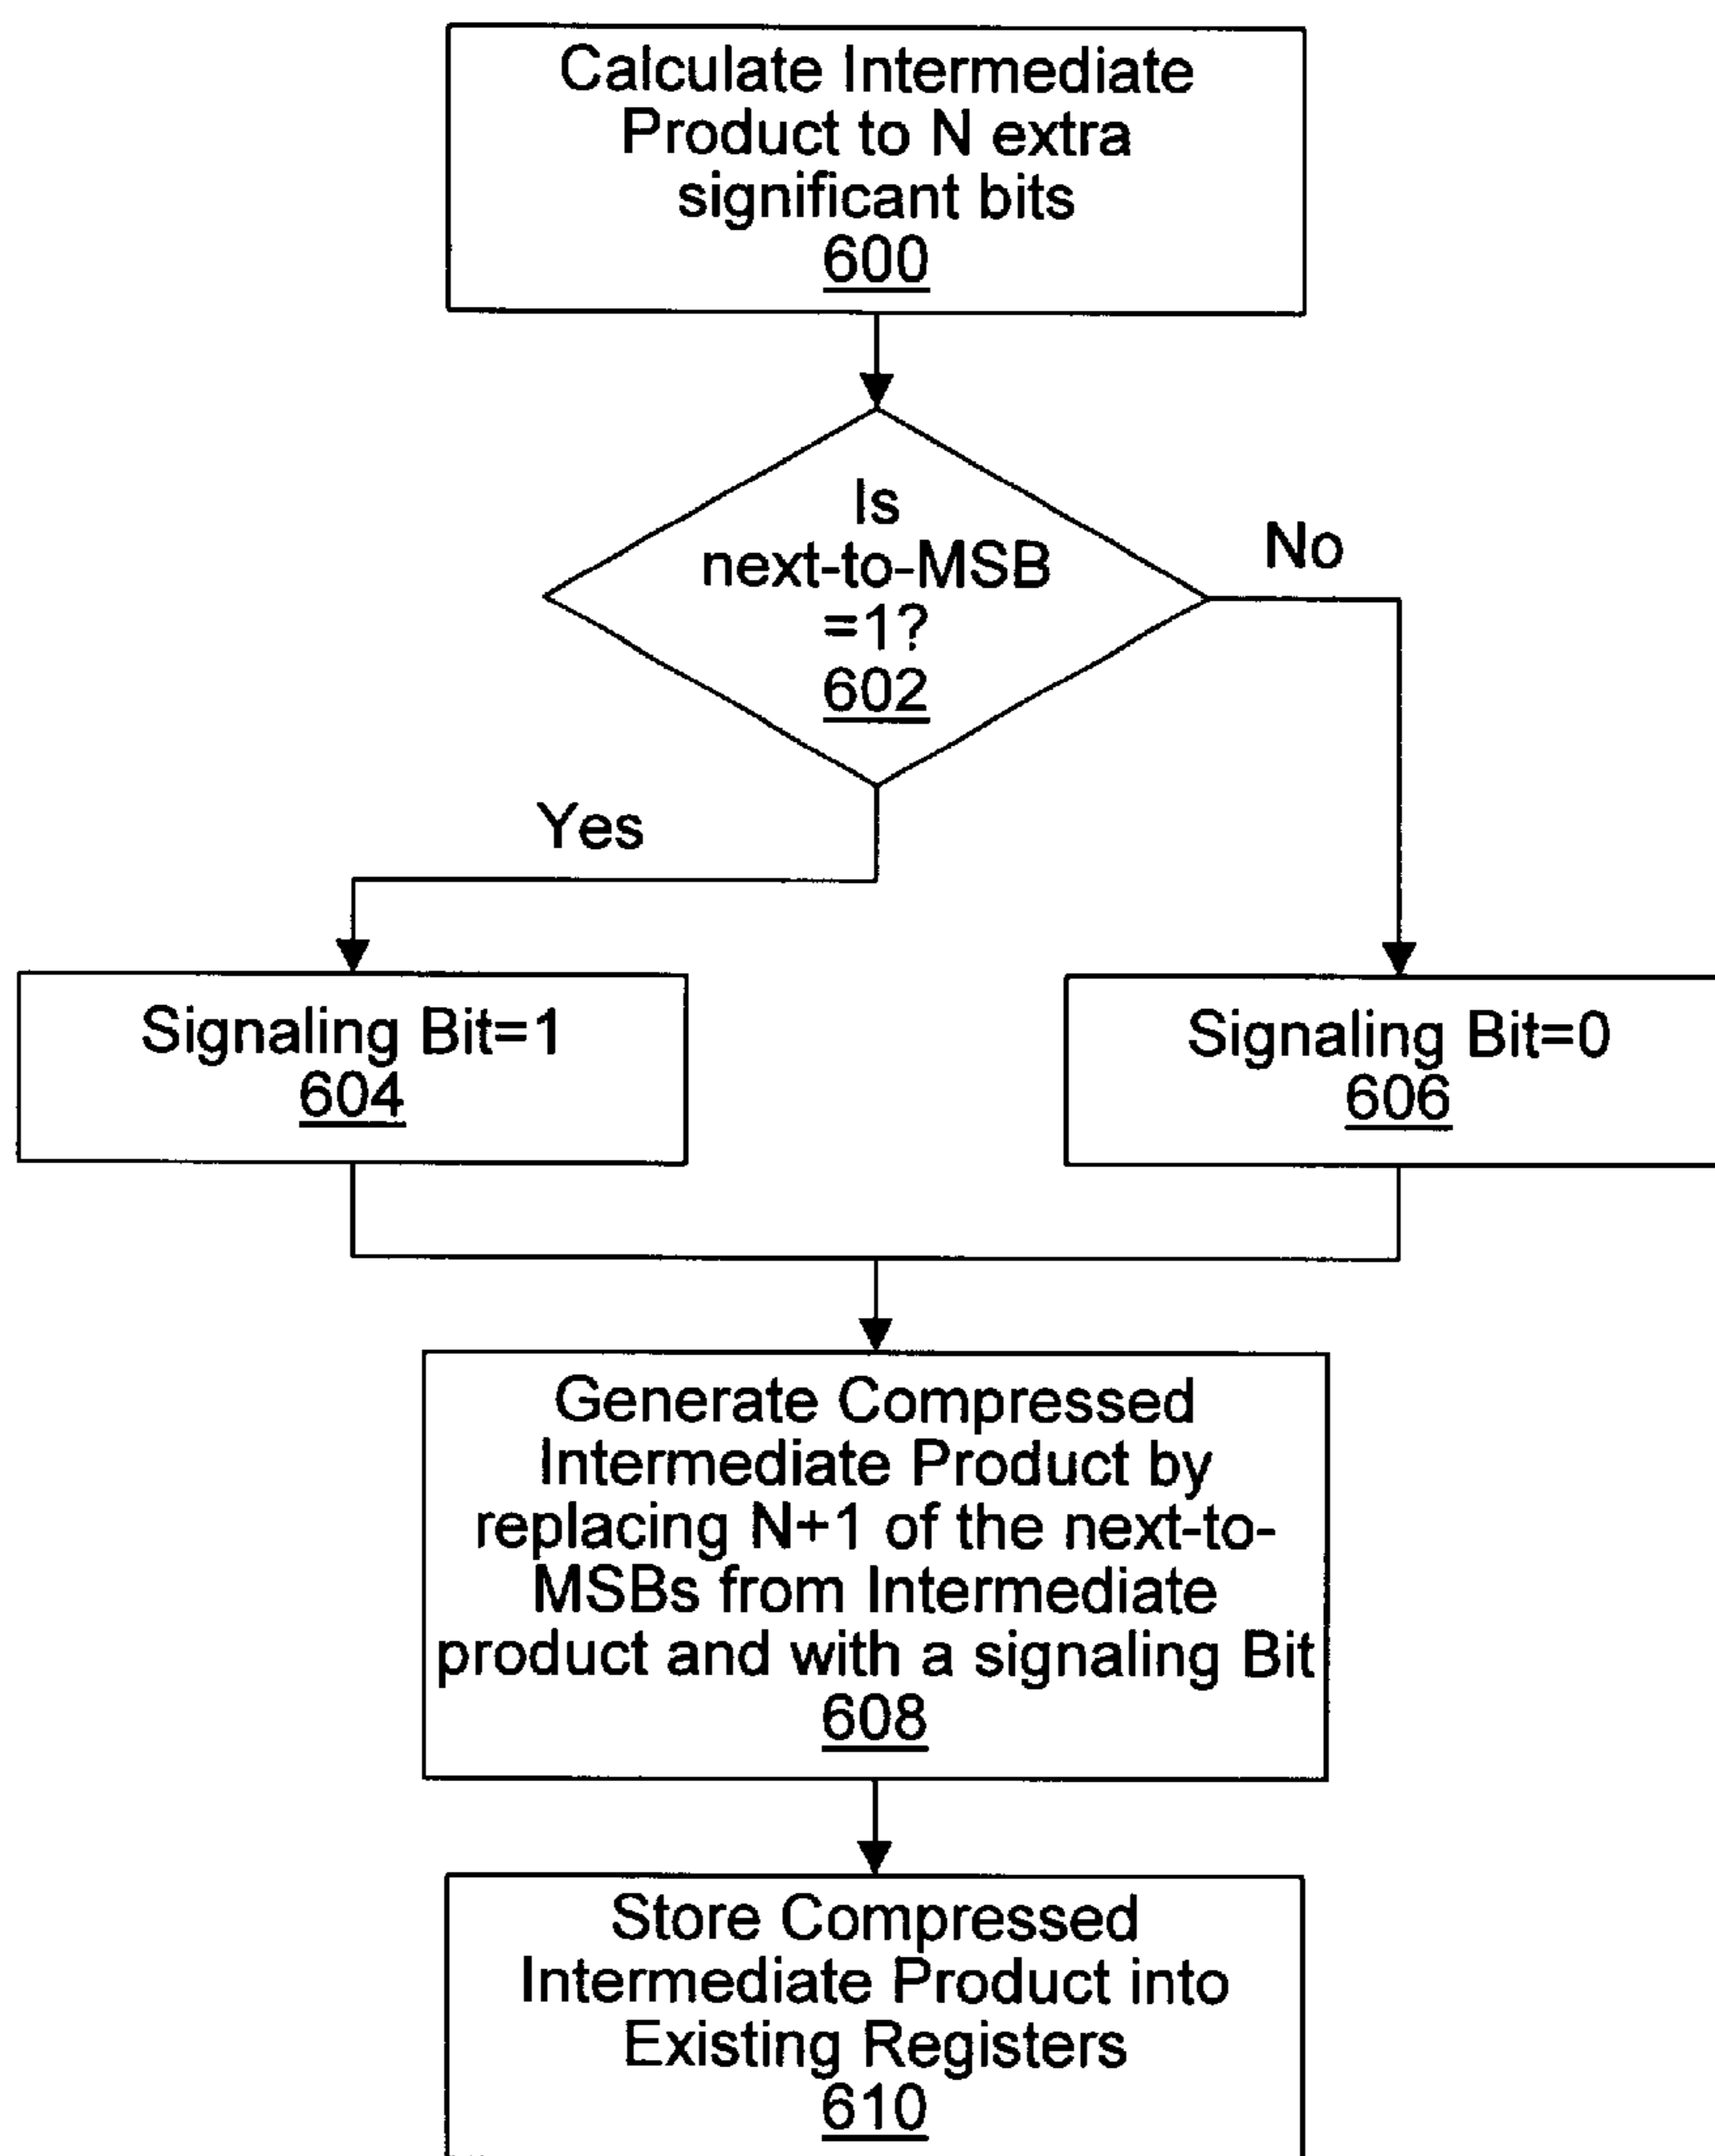 Calculate Intermediate
Product to N extra
significant bits
600
Is
next-to-MSB
=1?
602
No
Yes
Signaling Bit=1
604
Signaling Bit=0
606
Generate Compressed
Intermediate Product by
replacing N+1 of the next-to-
MSBs from Intermediate
product and with a signaling Bit
608
Store Compressed
Intermediate Product into
Existing Registers
610